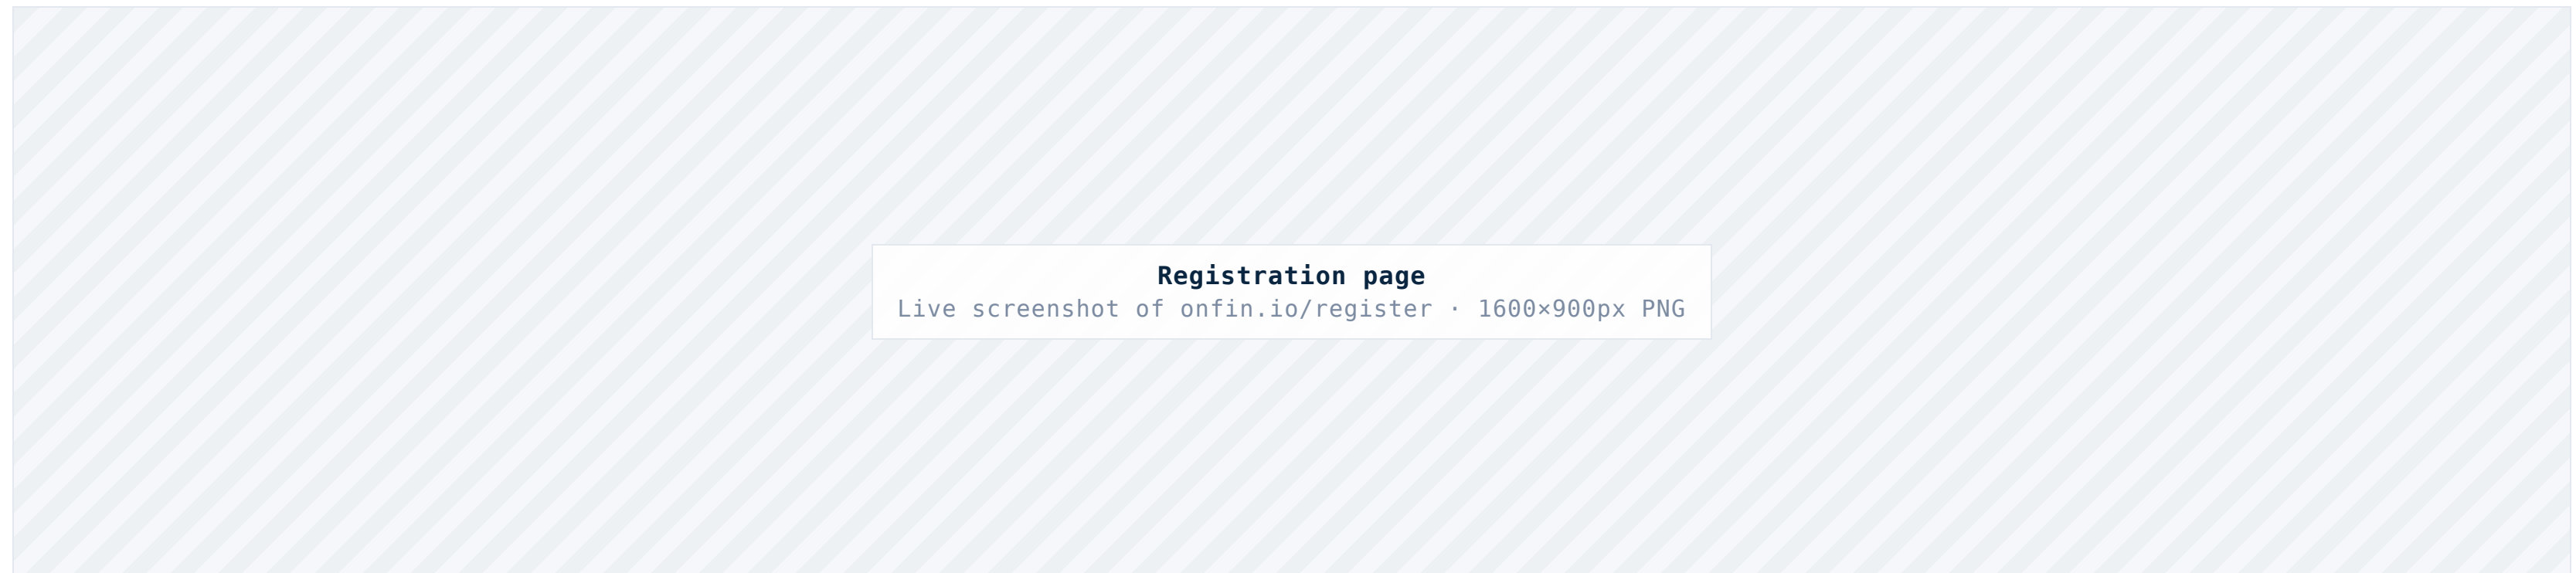 Registration page
Live screenshot of onfin.io/register · 1600×900px PNG